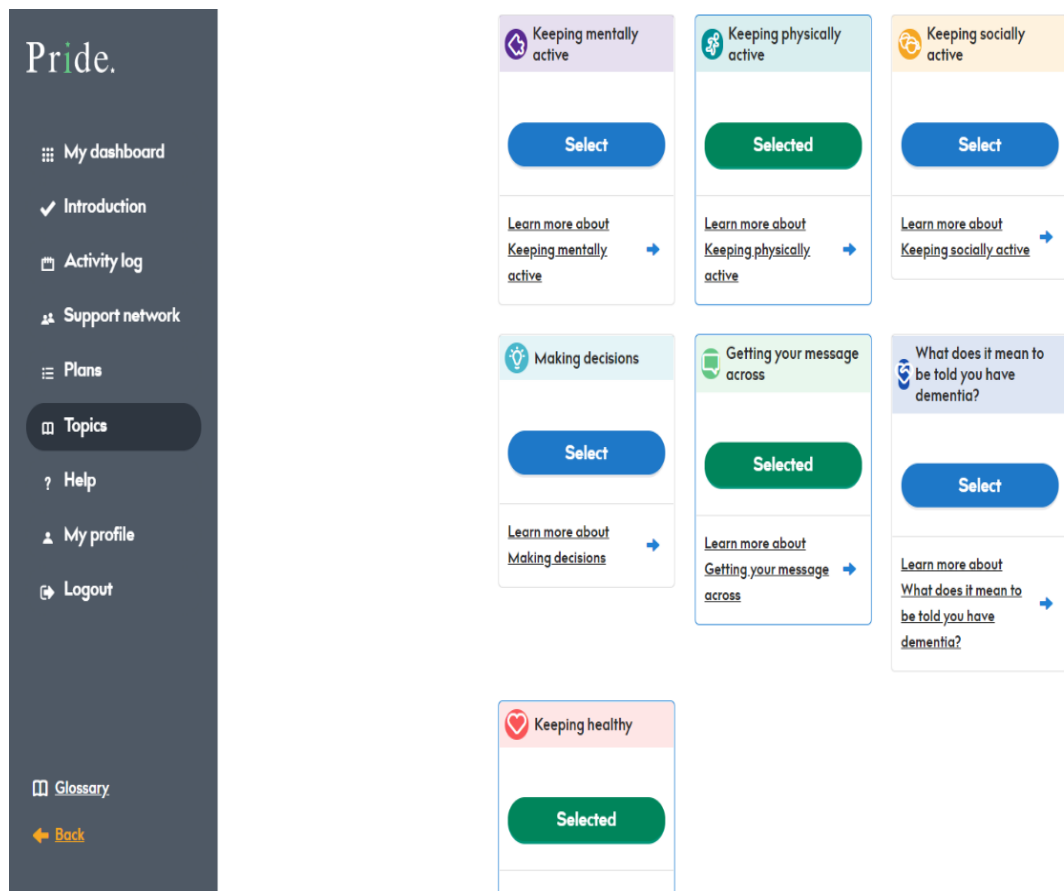 Pride.
My dashboard
Introduction
Activity log
Support network
Plans
Topics
? Help
My profile
Logout
Glossary
Back
Keeping mentally
active
Select
Learn more about
Keeping mentally
active
Keeping physically
active
Selected
Learn more about
Keeping physically
active
Keeping socially
active
Select
Learn more about
Keeping socially active
Making decisions
Select
Learn more about
Making decisions
Getting your message
across
Selected
Learn more about
Getting your message
across
What does it mean to
be told you have
dementia?
Select
Learn more about
What does it mean to
be told you have
dementia?
Keeping healthy
Selected